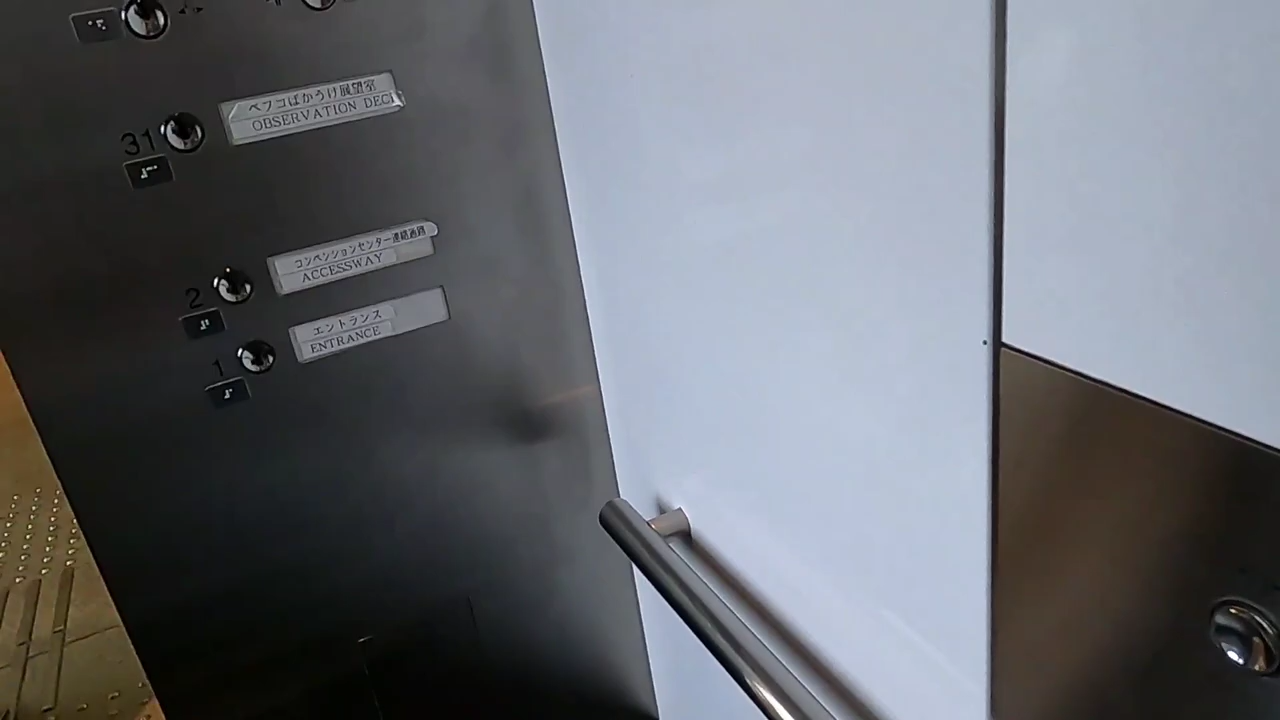 31
ベフコばかうけ展望室
OBSERVATION DECK
2
コンベンションセンター連絡通路
ACCESSWAY
1
エントランス
ENTRANCE